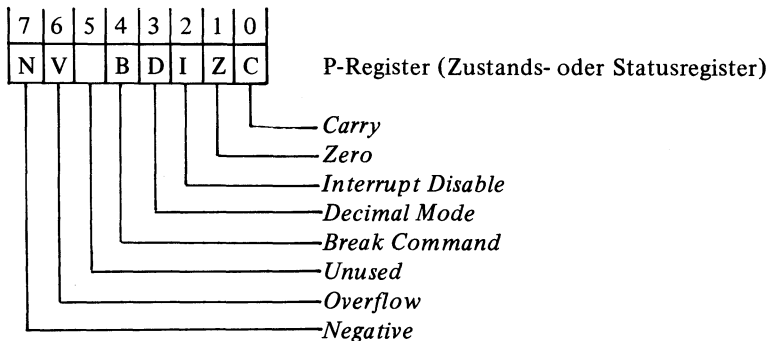 7 6 5 4 3 2 1 0
N V B D I Z C P-Register (Zustands- oder Statusregister)
Carry
Zero
Interrupt Disable
Decimal Mode
Break Command
Unused
Overflow
Negative